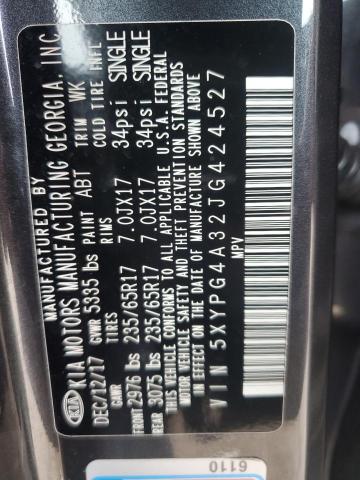 KIA
MANUFACTURED BY
KIA MOTORS MANUFACTURING GEORGIA, INC.
DEC/12/17 PAINT ABT TRIM WK
GVWR 5335 lbs
GAWR TIRES RIMS COLD TIRE INFL
FRONT 2976 lbs 235/65R17 7.0JX17 34psi SINGLE
REAR 3075 lbs 235/65R17 7.0JX17 34psi SINGLE
THIS VEHICLE CONFORMS TO ALL APPLICABLE U.S.A. FEDERAL
MOTOR VEHICLE SAFETY AND THEFT PREVENTION STANDARDS
IN EFFECT ON THE DATE OF MANUFACTURE SHOWN ABOVE
VIN 5XYPG4A32JG424527
MPV
6110